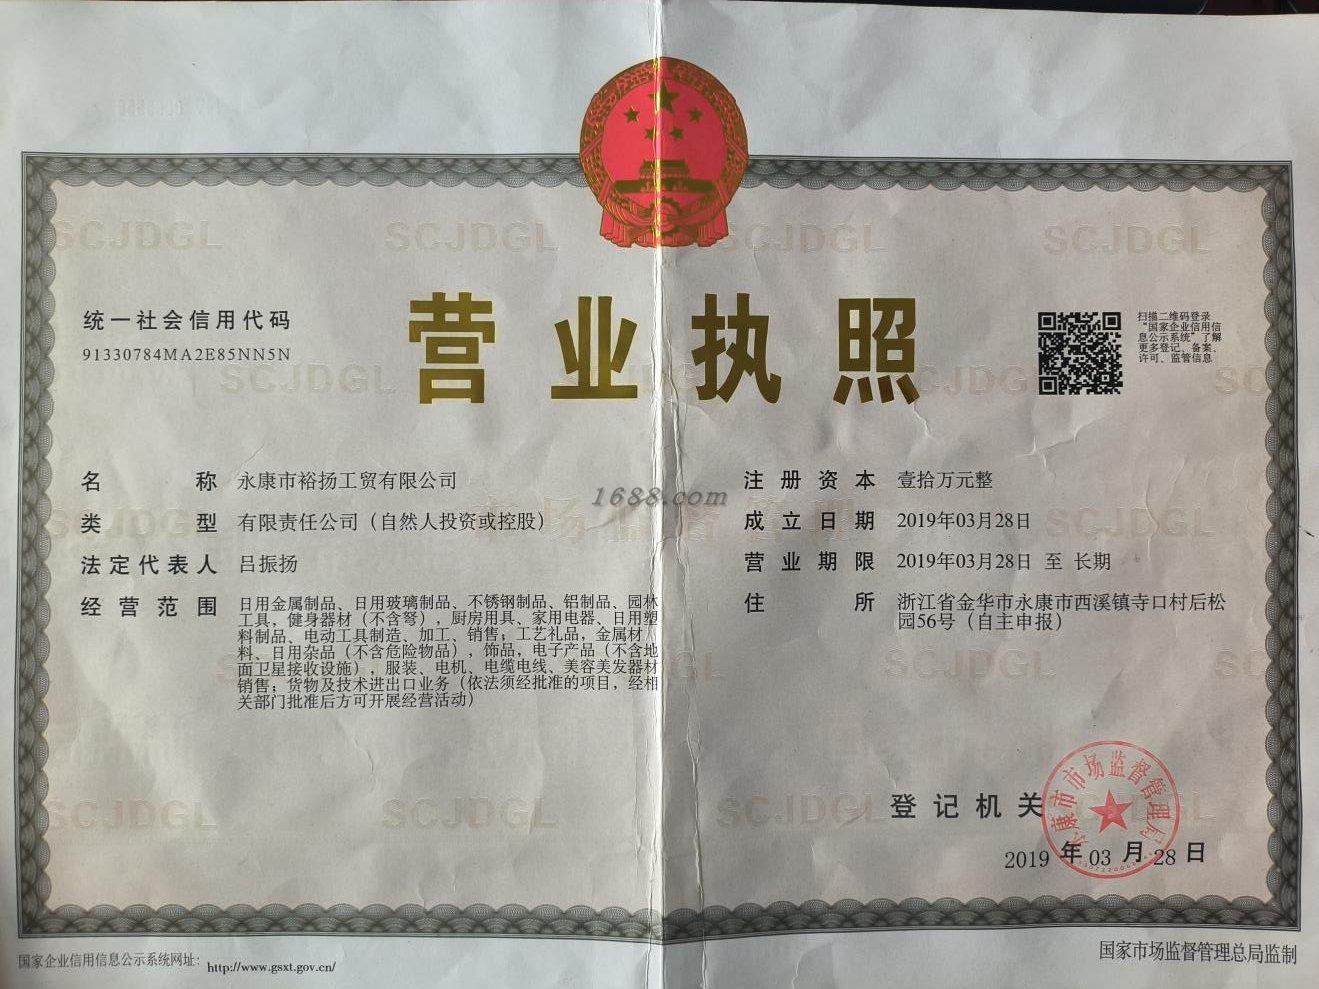 统一社会信用代码
91330784MA2E85NN5N
营业执照
扫描二维码登录
“国家企业信用信
息公示系统”了解
更多登记、备案、
许可、监管信息
名称 永康市裕扬工贸有限公司
类型 有限责任公司（自然人投资或控股）
法定代表人 吕振扬
经营范围 日用金属制品、日用玻璃制品、不锈钢制品、铝制品、园林
工具，健身器材（不含弩），厨房用具、家用电器、日用塑
料制品、电动工具制造、加工、销售；工艺礼品，金属材
料、日用杂品（不含危险物品），饰品，电子产品（不含地
面卫星接收设施），服装、电机、电缆电线、美容美发器材
销售；货物及技术进出口业务（依法须经批准的项目，经相
关部门批准后方可开展经营活动）
注册资本 壹拾万元整
成立日期 2019年03月28日
营业期限 2019年03月28日 至 长期
住所 浙江省金华市永康市西溪镇寺口村后松
园56号（自主申报）
1688.com
登记机关
永康市市场监督管理局
2019 年 03 月 28 日
国家企业信用信息公示系统网址：http://www.gsxt.gov.cn/
国家市场监督管理总局监制
SCJDGL